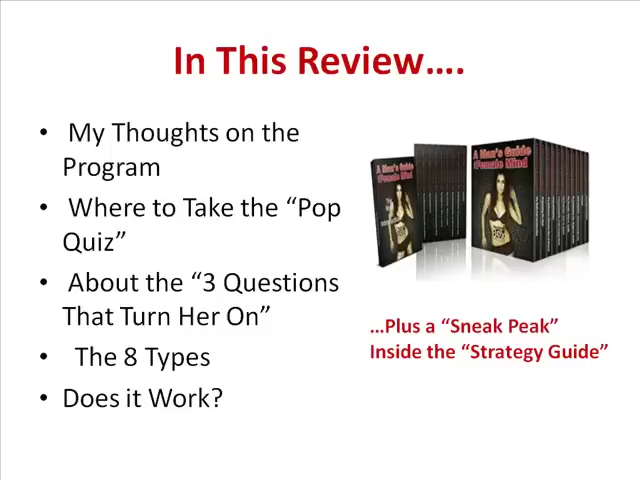 In This Review….
• My Thoughts on the
Program
• Where to Take the “Pop
Quiz”
• About the “3 Questions
That Turn Her On”
• The 8 Types
• Does it Work?
A Man's Guide
Female Mind
A Man's Guide
Female Mind
…Plus a “Sneak Peak”
Inside the “Strategy Guide”